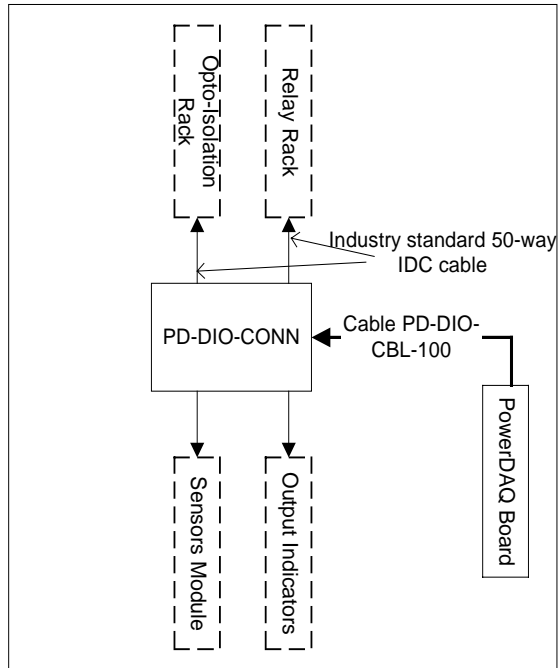 Opto-Isolation
Rack
Relay Rack
Industry standard 50-way
IDC cable
PD-DIO-CONN
Cable PD-DIO-
CBL-100
PowerDAQ Board
Sensors Module
Output Indicators